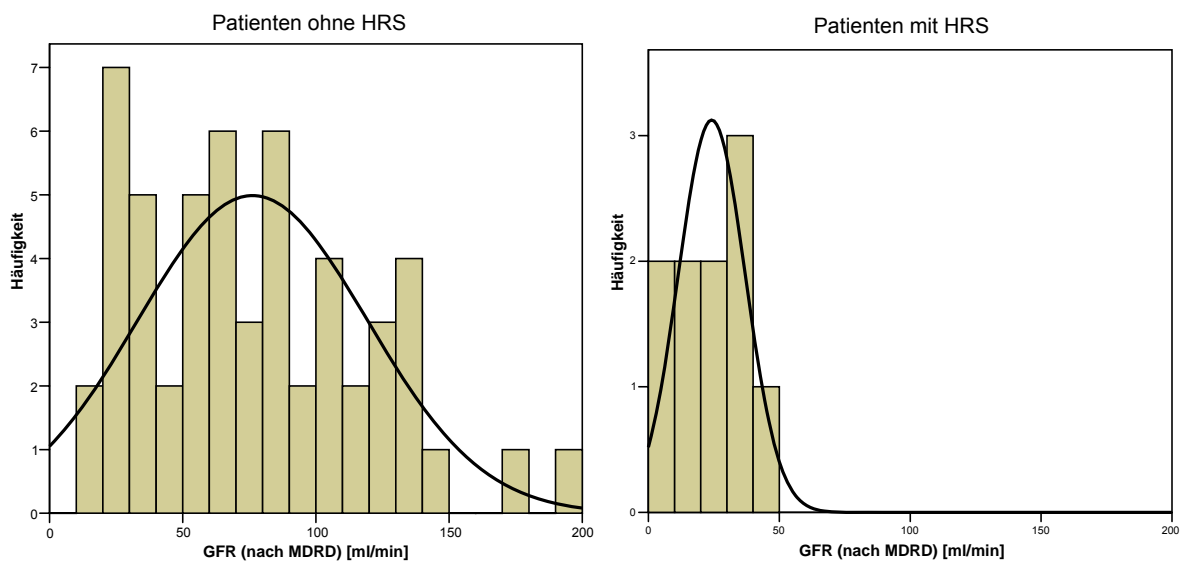 Patienten ohne HRS
7
6
5
4
3
2
1
0
Häufigkeit
0 50 100 150 200
GFR (nach MDRD) [ml/min]
Patienten mit HRS
3
2
1
0
Häufigkeit
0 50 100 150 200
GFR (nach MDRD) [ml/min]